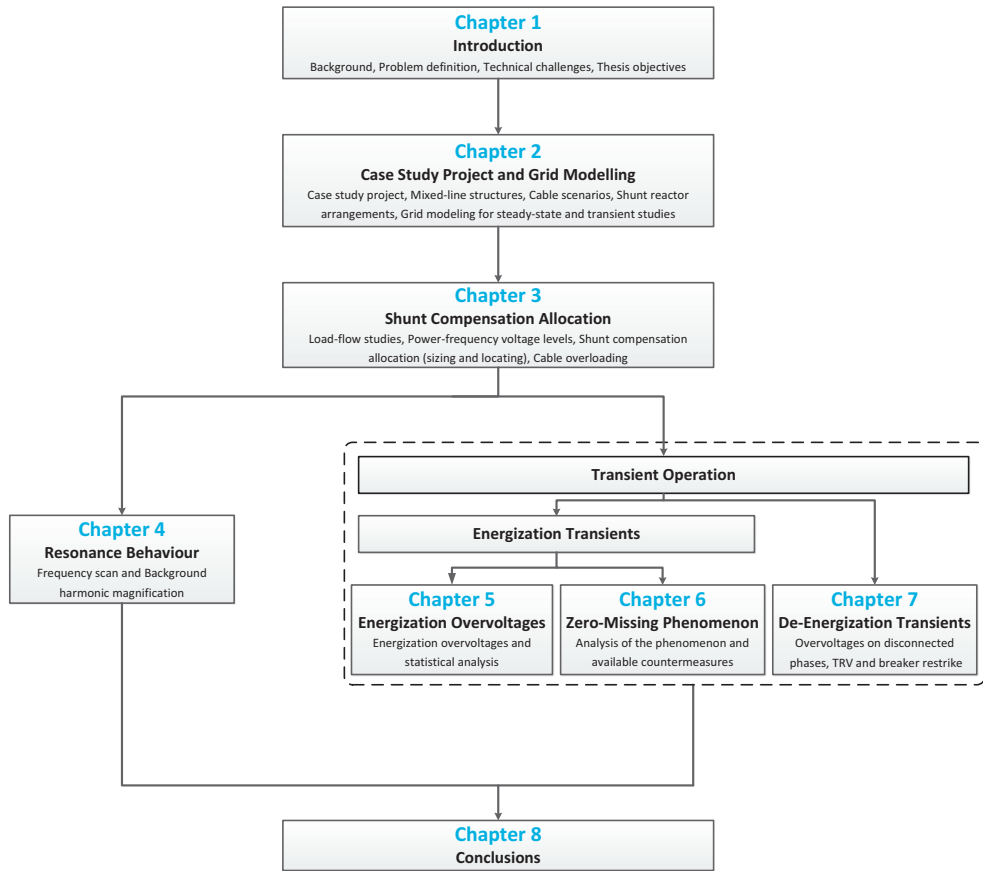 Chapter 1
Introduction
Background, Problem definition, Technical challenges, Thesis objectives
Chapter 2
Case Study Project and Grid Modelling
Case study project, Mixed-line structures, Cable scenarios, Shunt reactor
arrangements, Grid modeling for steady-state and transient studies
Chapter 3
Shunt Compensation Allocation
Load-flow studies, Power-frequency voltage levels, Shunt compensation
allocation (sizing and locating), Cable overloading
Chapter 4
Resonance Behaviour
Frequency scan and Background
harmonic magnification
Transient Operation
Energization Transients
Chapter 5
Energization Overvoltages
Energization overvoltages and
statistical analysis
Chapter 6
Zero-Missing Phenomenon
Analysis of the phenomenon and
available countermeasures
Chapter 7
De-Energization Transients
Overvoltages on disconnected
phases, TRV and breaker restrike
Chapter 8
Conclusions